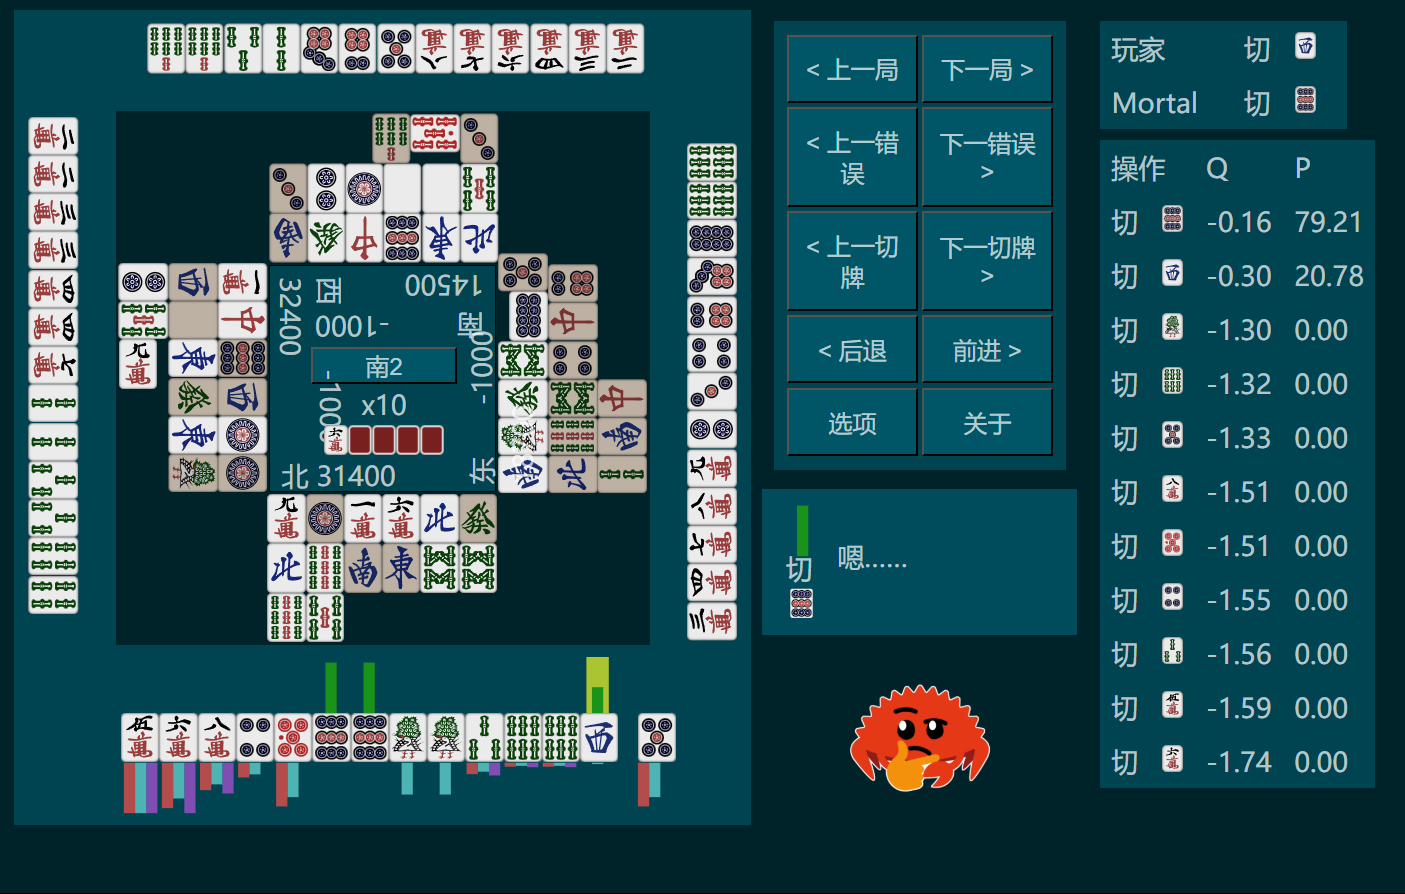 32400
西
14500
-1000
南
-1000
南2
-1000
x10
北 31400
东
< 上一局
下一局 >
< 上一错误
下一错误 >
< 上一切牌
下一切牌 >
< 后退
前进 >
选项
关于
切
嗯......
玩家 切
Mortal 切
操作 Q P
切 -0.16 79.21
切 -0.30 20.78
切 -1.30 0.00
切 -1.32 0.00
切 -1.33 0.00
切 -1.51 0.00
切 -1.51 0.00
切 -1.55 0.00
切 -1.56 0.00
切 -1.59 0.00
切 -1.74 0.00